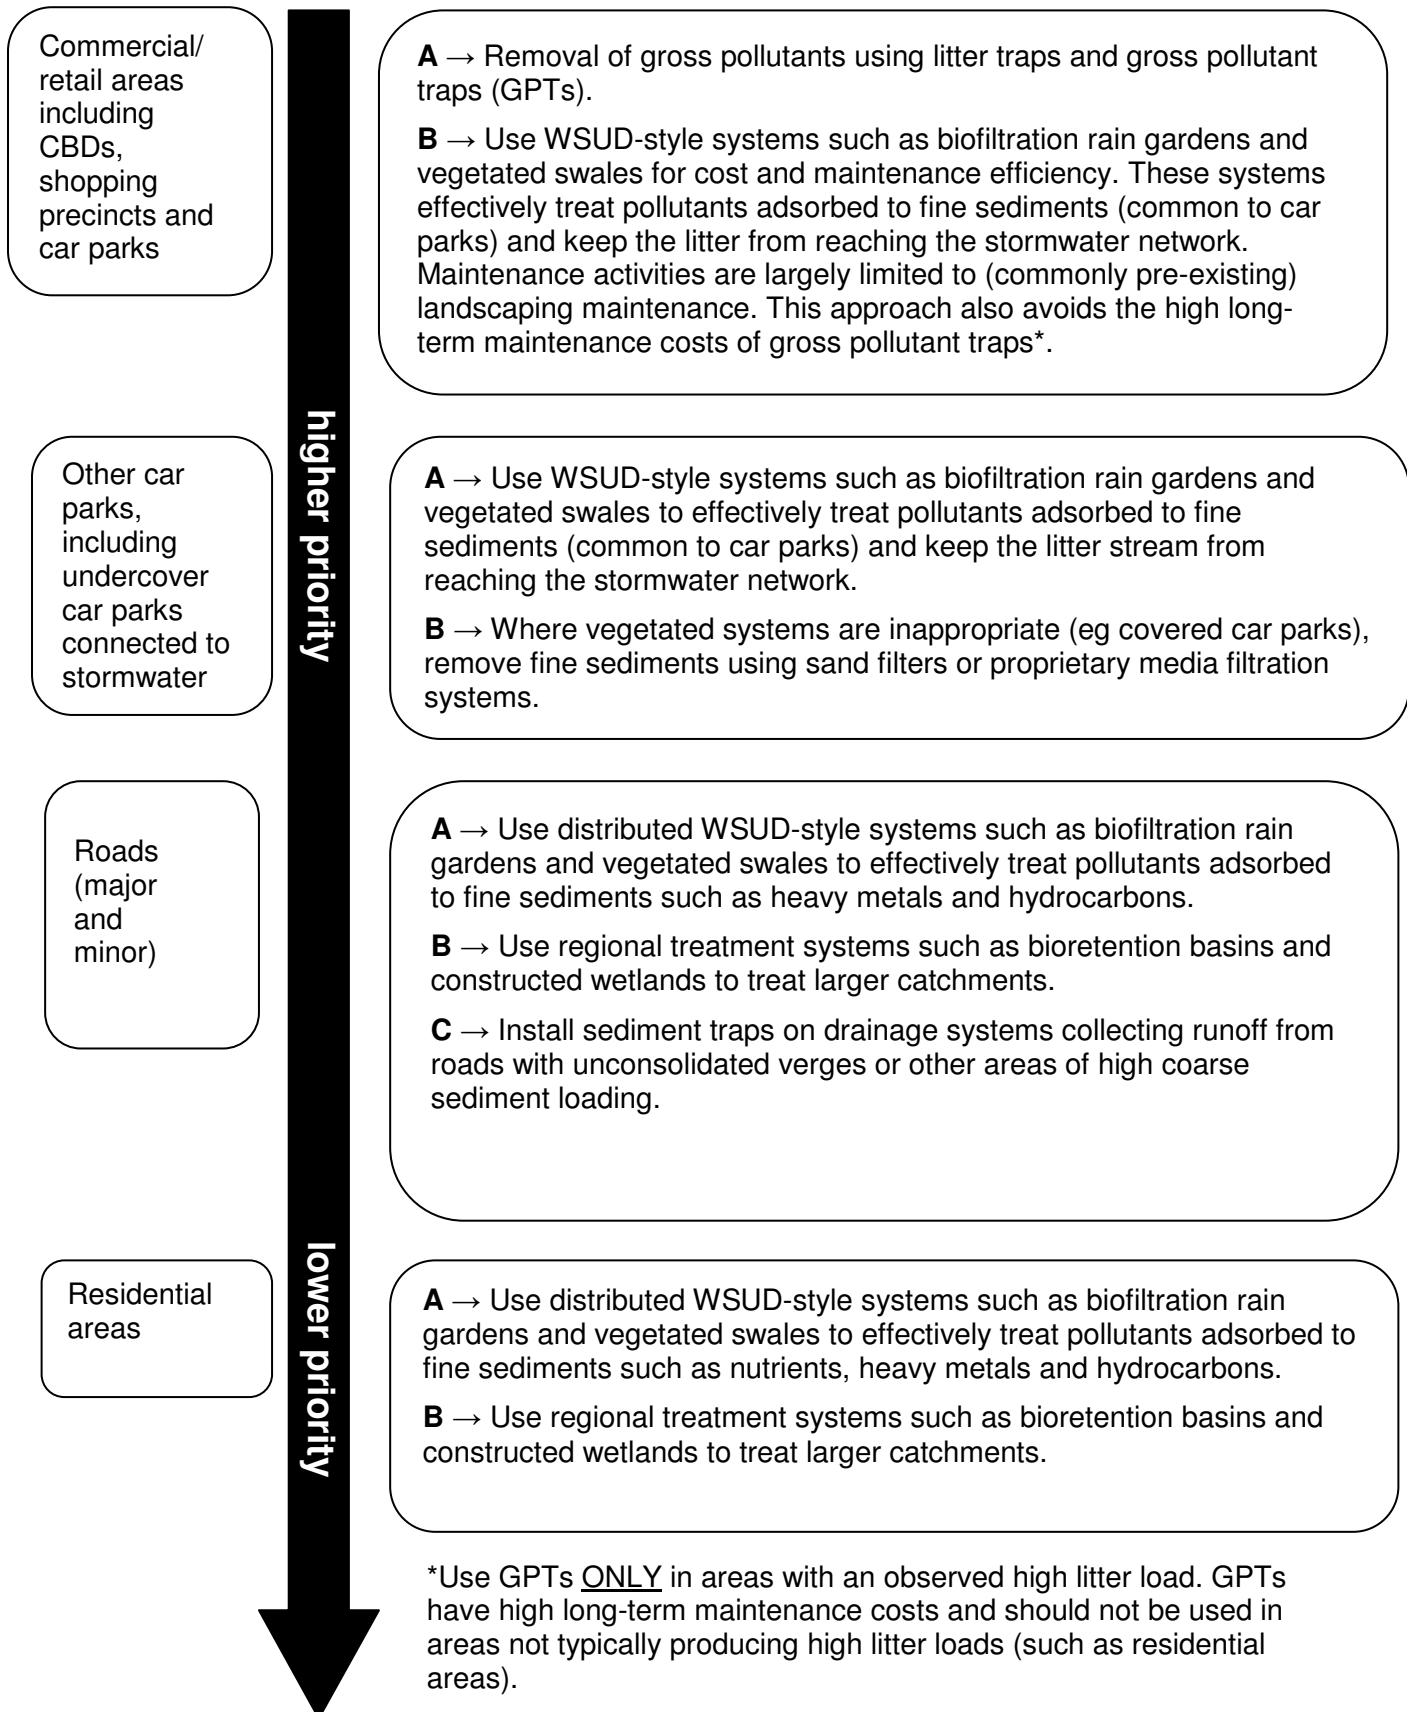 Commercial/
retail areas
including
CBDs,
shopping
precincts and
car parks
A → Removal of gross pollutants using litter traps and gross pollutant
traps (GPTs).
B → Use WSUD-style systems such as biofiltration rain gardens and
vegetated swales for cost and maintenance efficiency. These systems
effectively treat pollutants adsorbed to fine sediments (common to car
parks) and keep the litter from reaching the stormwater network.
Maintenance activities are largely limited to (commonly pre-existing)
landscaping maintenance. This approach also avoids the high long-
term maintenance costs of gross pollutant traps*.
higher priority
Other car
parks,
including
undercover
car parks
connected to
stormwater
A → Use WSUD-style systems such as biofiltration rain gardens and
vegetated swales to effectively treat pollutants adsorbed to fine
sediments (common to car parks) and keep the litter stream from
reaching the stormwater network.
B → Where vegetated systems are inappropriate (eg covered car parks),
remove fine sediments using sand filters or proprietary media filtration
systems.
Roads
(major
and
minor)
A → Use distributed WSUD-style systems such as biofiltration rain
gardens and vegetated swales to effectively treat pollutants adsorbed
to fine sediments such as heavy metals and hydrocarbons.
B → Use regional treatment systems such as bioretention basins and
constructed wetlands to treat larger catchments.
C → Install sediment traps on drainage systems collecting runoff from
roads with unconsolidated verges or other areas of high coarse
sediment loading.
lower priority
Residential
areas
A → Use distributed WSUD-style systems such as biofiltration rain
gardens and vegetated swales to effectively treat pollutants adsorbed to
fine sediments such as nutrients, heavy metals and hydrocarbons.
B → Use regional treatment systems such as bioretention basins and
constructed wetlands to treat larger catchments.
*Use GPTs ONLY in areas with an observed high litter load. GPTs
have high long-term maintenance costs and should not be used in
areas not typically producing high litter loads (such as residential
areas).